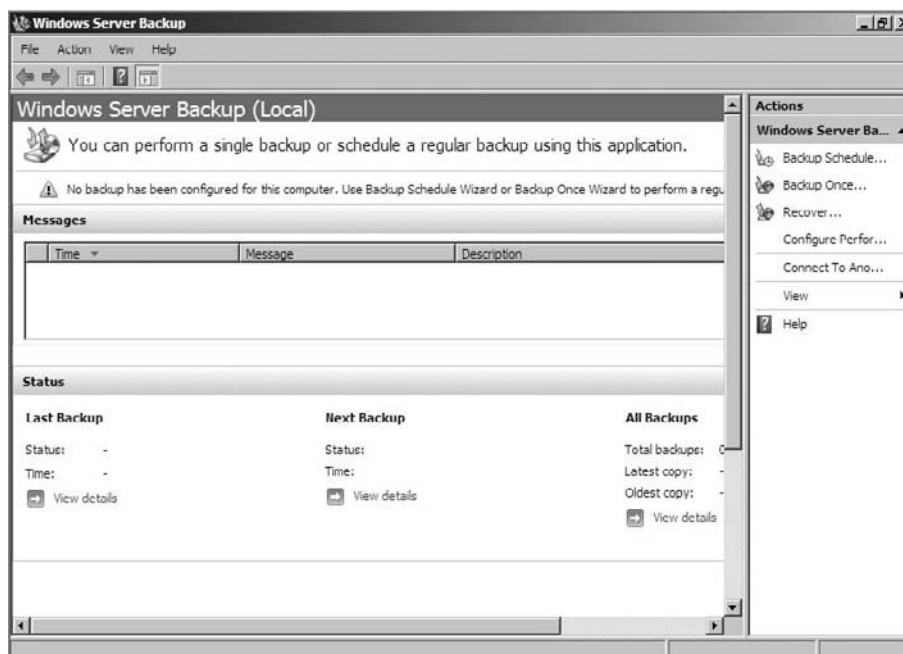 Windows Server Backup
File Action View Help
Windows Server Backup (Local)
You can perform a single backup or schedule a regular backup using this application.
No backup has been configured for this computer. Use Backup Schedule Wizard or Backup Once Wizard to perform a regu
Messages
Time Message Description
Status
Last Backup
Status: -
Time: -
View details
Next Backup
Status:
Time:
View details
All Backups
Total backups:
Latest copy: -
Oldest copy: -
View details
Actions
Windows Server Ba...
Backup Schedule...
Backup Once...
Recover...
Configure Perfor...
Connect To Ano...
View
Help